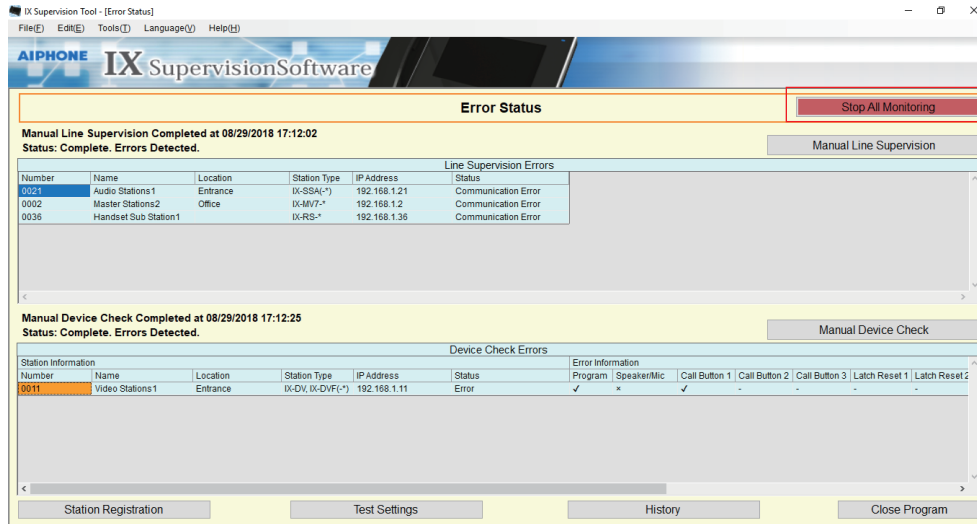 IX Supervision Tool - [Error Status]
File(F) Edit(E) Tools(T) Language(V) Help(H)
AIPHONE IX SupervisionSoftware
Error Status
Stop All Monitoring
Manual Line Supervision Completed at 08/29/2018 17:12:02
Status: Complete. Errors Detected.
Manual Line Supervision
Line Supervision Errors
Number Name Location Station Type IP Address Status
0021 Audio Stations1 Entrance IX-SSA(-*) 192.168.1.21 Communication Error
0002 Master Stations2 Office IX-MV7-* 192.168.1.2 Communication Error
0036 Handset Sub Station1 IX-RS-* 192.168.1.36 Communication Error
Manual Device Check Completed at 08/29/2018 17:12:25
Status: Complete. Errors Detected.
Manual Device Check
Device Check Errors
Station Information Error Information
Number Name Location Station Type IP Address Status Program Speaker/Mic Call Button 1 Call Button 2 Call Button 3 Latch Reset 1 Latch Reset 2
0011 Video Stations1 Entrance IX-DV, IX-DVF(-*) 192.168.1.11 Error ✓ × ✓ - - - -
Station Registration Test Settings History Close Program